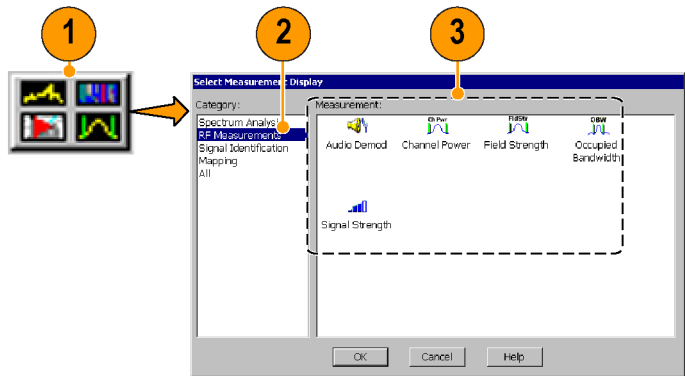 1
2
3
Select Measurement Display
Category:
Measurement:
Spectrum Analysis
RF Measurements
Signal Identification
Mapping
All
Ch Pwr
FldStr
OBW
Audio Demod
Channel Power
Field Strength
Occupied
Bandwidth
Signal Strength
OK
Cancel
Help